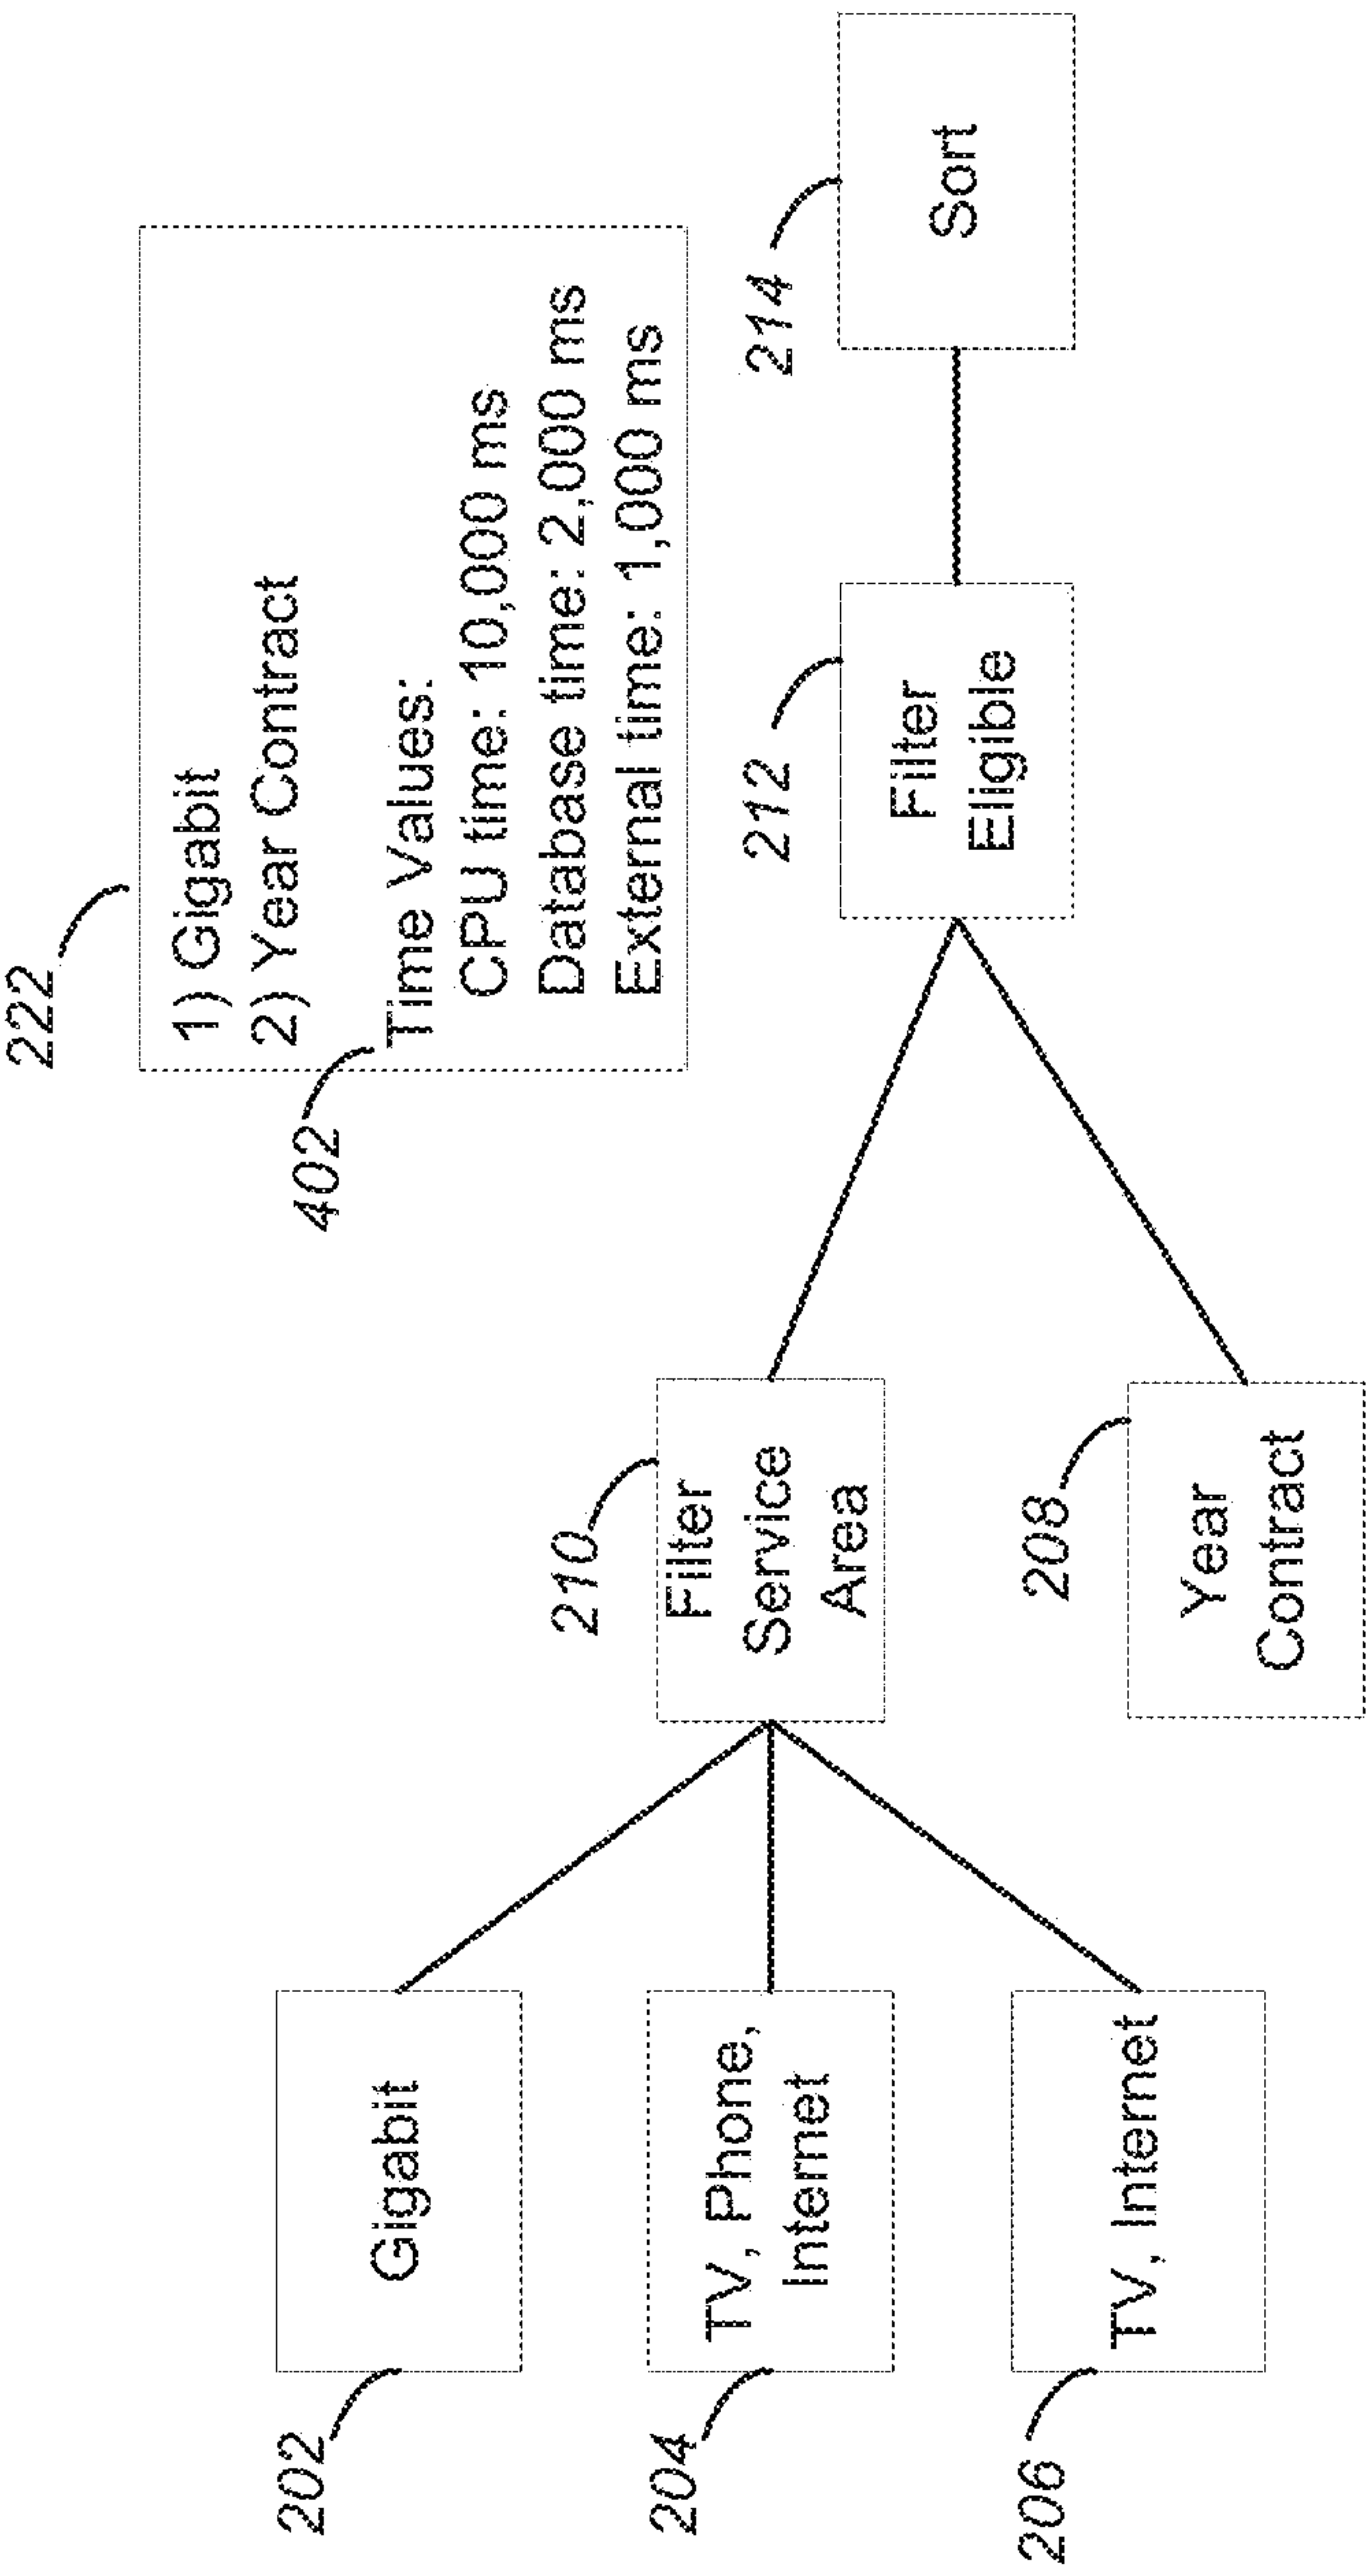 222
1) Gigabit
2) Year Contract
402
Time Values:
CPU time: 10,000 ms
Database time: 2,000 ms
External time: 1,000 ms
202
Gigabit
204
TV, Phone,
Internet
206
TV, Internet
210
Filter
Service
Area
208
Year
Contract
212
Filter
Eligible
214
Sort